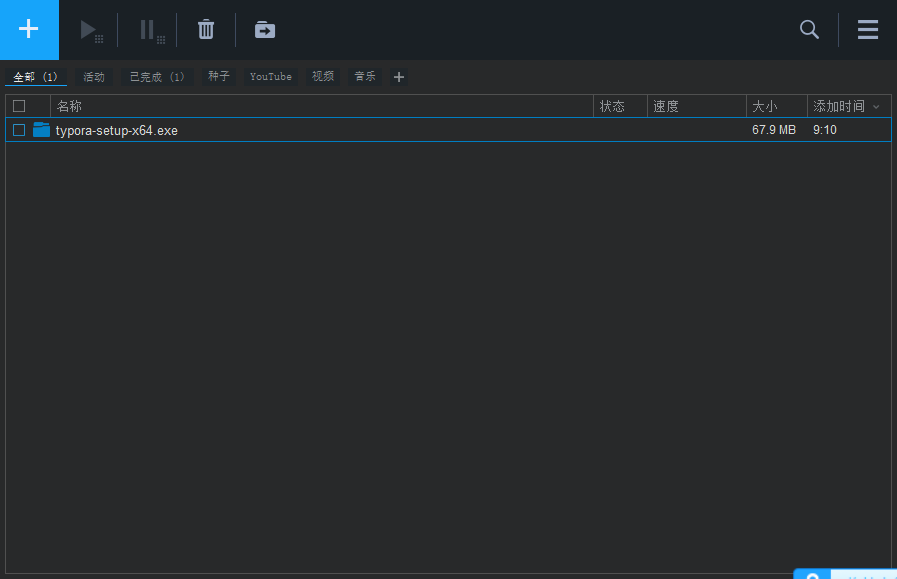 全部 (1) 活动 已完成 (1) 种子 YouTube 视频 音乐
名称 状态 速度 大小 添加时间
typora-setup-x64.exe 67.9 MB 9:10